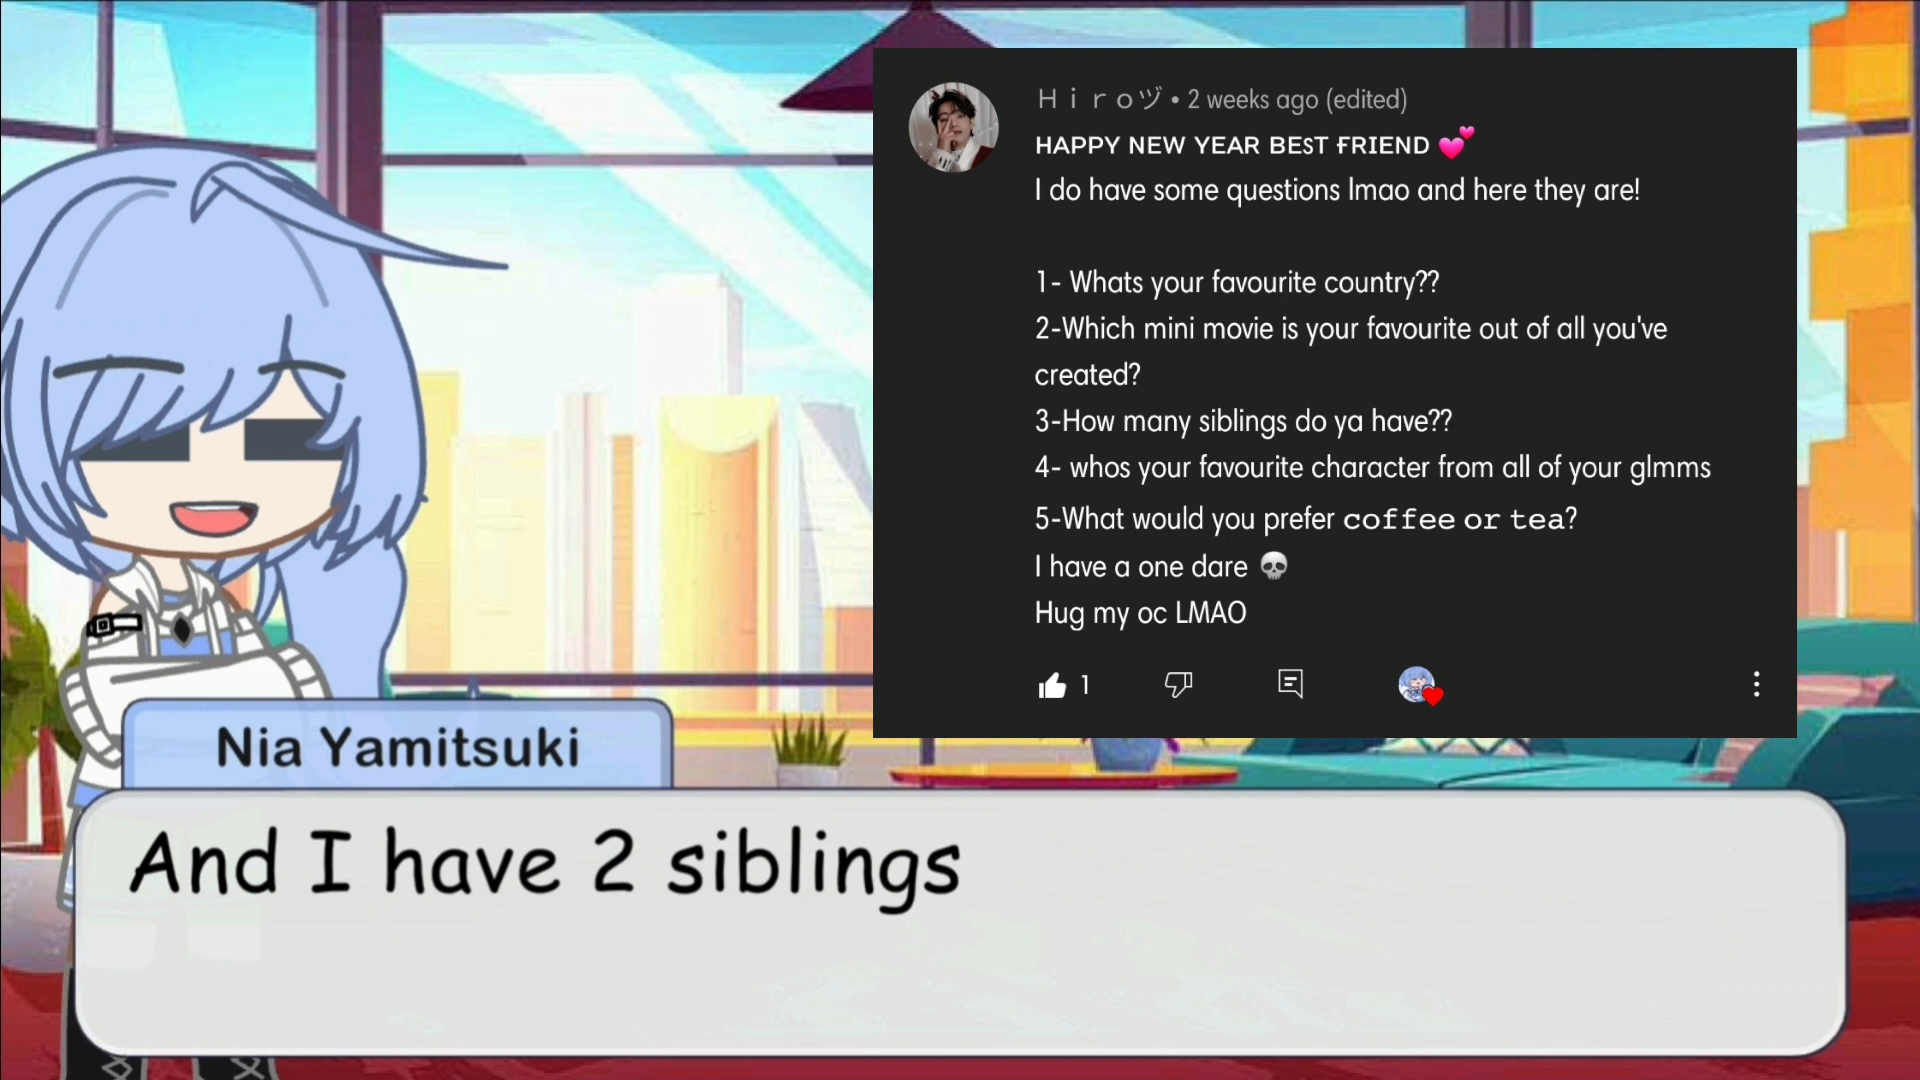 Ｈｉｒｏヅ • 2 weeks ago (edited)
HAPPY NEW YEAR BEST FRIEND 💕
I do have some questions lmao and here they are!
1- Whats your favourite country??
2-Which mini movie is your favourite out of all you've
created?
3-How many siblings do ya have??
4- whos your favourite character from all of your glmms
5-What would you prefer 𝚌𝚘𝚏𝚏𝚎𝚎 𝚘𝚛 𝚝𝚎𝚊?
I have a one dare 💀
Hug my oc LMAO
1
Nia Yamitsuki
And I have 2 siblings